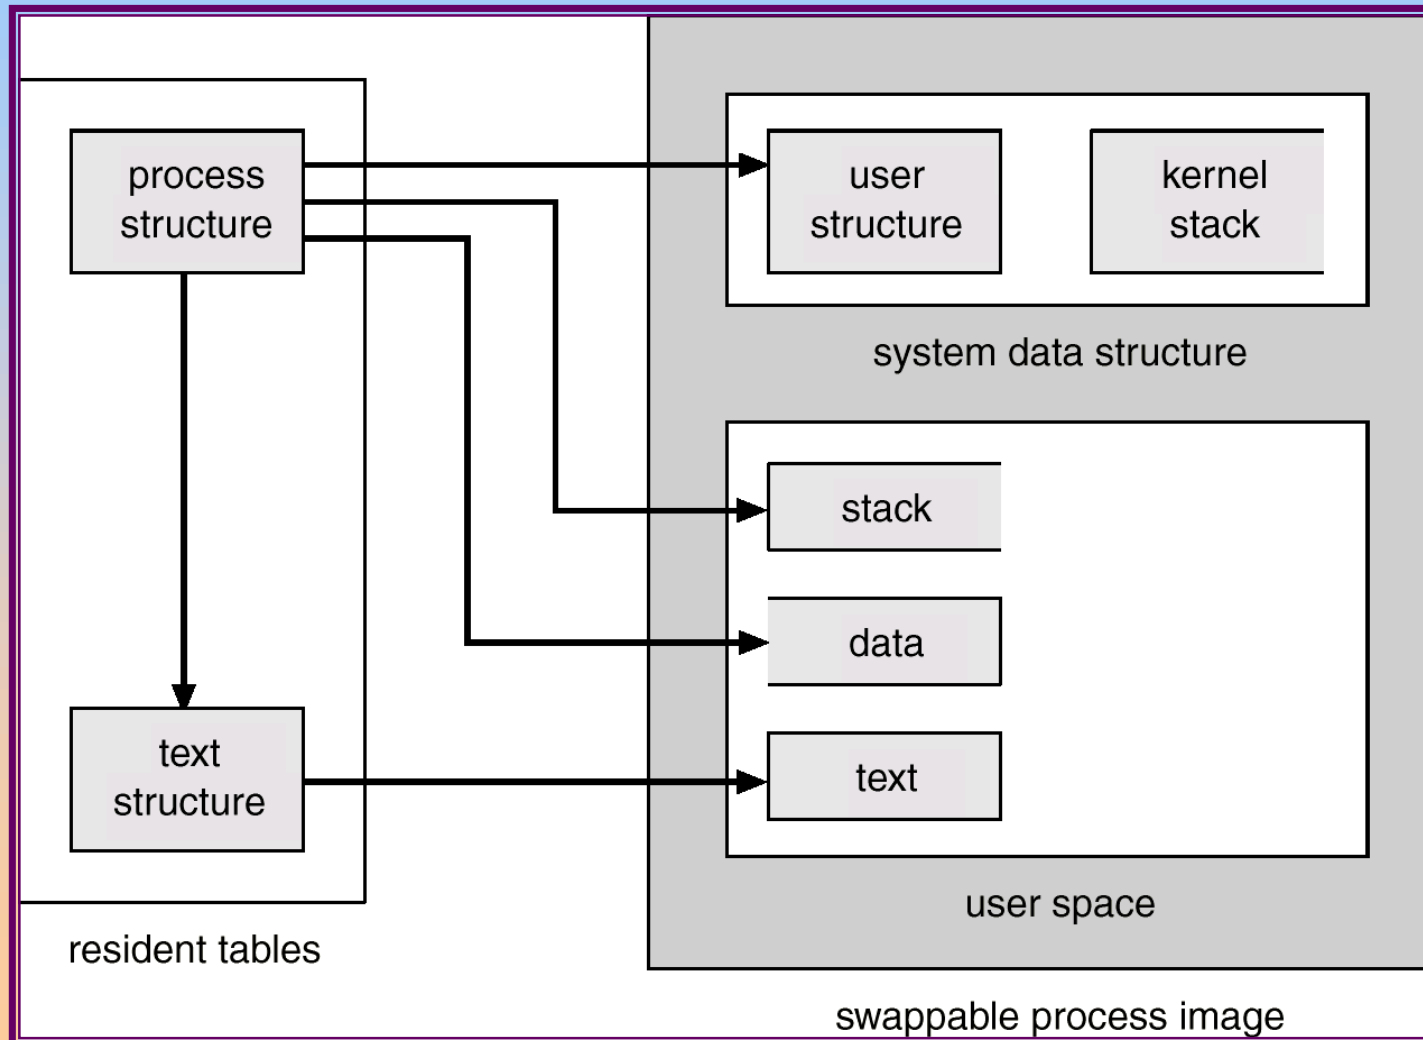 process
structure
user
structure
kernel
stack
system data structure
stack
data
text
text
structure
user space
resident tables
swappable process image